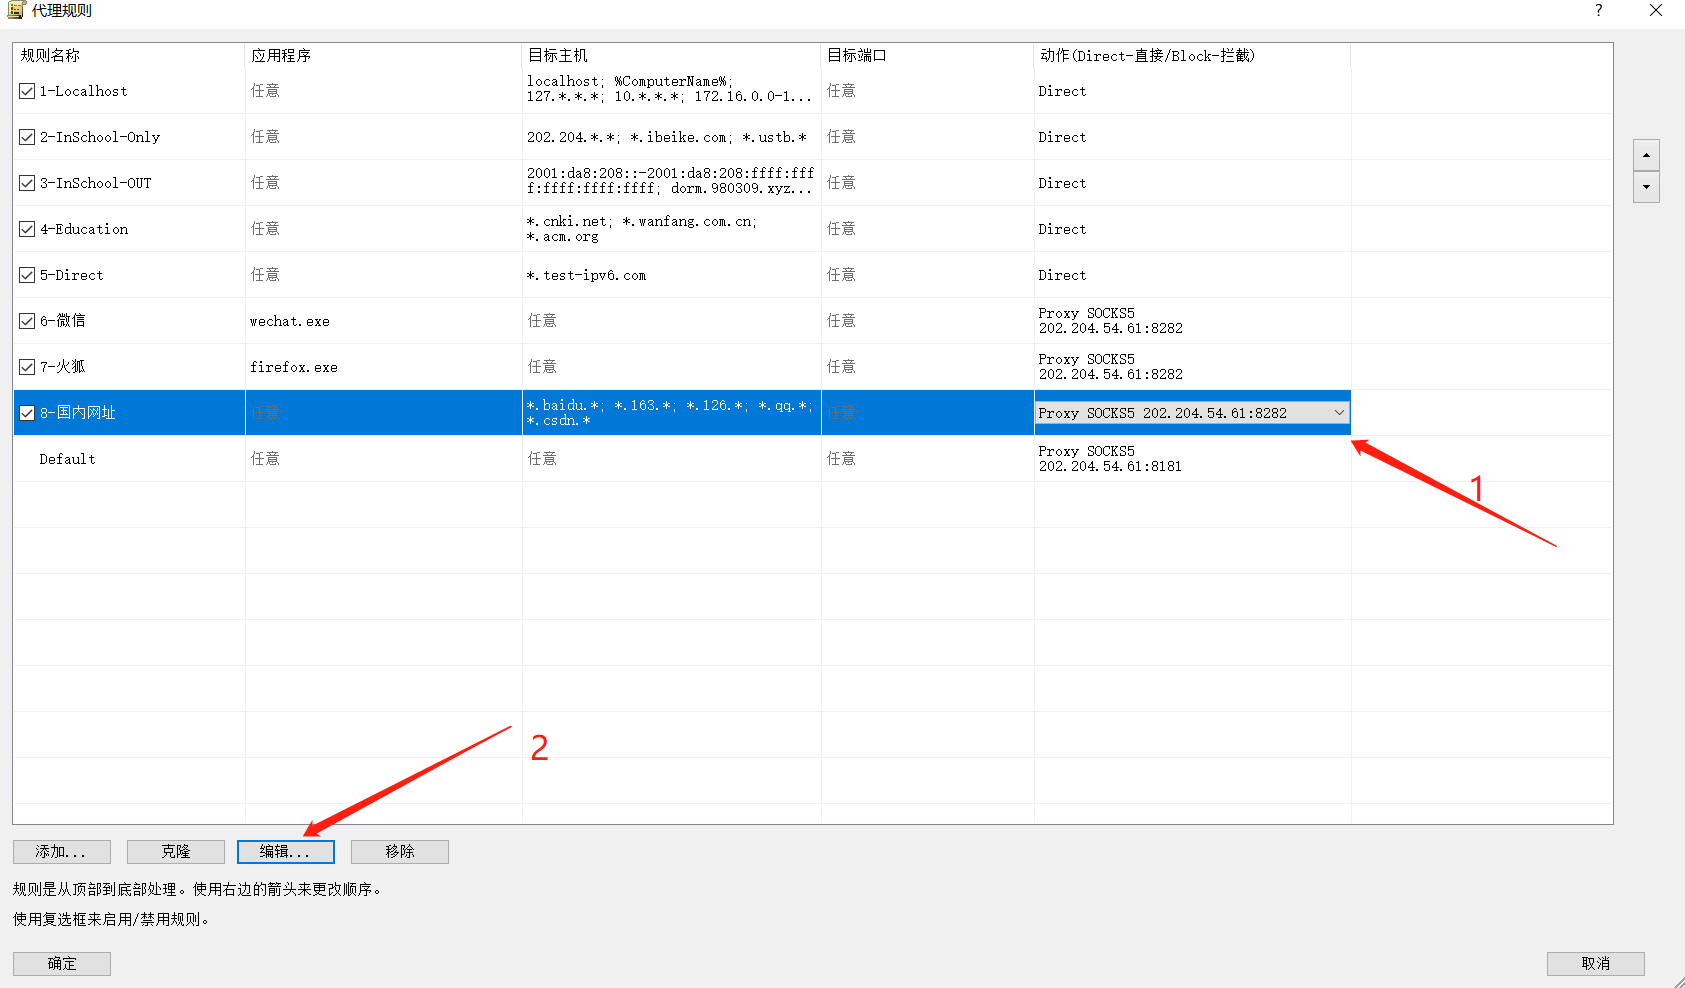 代理规则
?
规则名称 应用程序 目标主机 目标端口 动作(Direct-直接/Block-拦截)
1-Localhost 任意 localhost; %ComputerName%; 任意 Direct
127.*.*.*; 10.*.*.*; 172.16.0.0-1...
2-InSchool-Only 任意 202.204.*.*; *.ibeike.com; *.ustb.* 任意 Direct
3-InSchool-OUT 任意 2001:da8:208::-2001:da8:208:ffff:fff 任意 Direct
f:ffff:ffff:ffff; dorm.980309.xyz...
4-Education 任意 *.cnki.net; *.wanfang.com.cn; 任意 Direct
*.acm.org
5-Direct 任意 *.test-ipv6.com 任意 Direct
6-微信 wechat.exe 任意 任意 Proxy SOCKS5
202.204.54.61:8282
7-火狐 firefox.exe 任意 任意 Proxy SOCKS5
202.204.54.61:8282
8-国内网址 任意 *.baidu.*; *.163.*; *.126.*; *.qq.*; 任意 Proxy SOCKS5 202.204.54.61:8282
*.csdn.*
Default 任意 任意 任意 Proxy SOCKS5
202.204.54.61:8181
1
2
添加... 克隆 编辑... 移除
规则是从顶部到底部处理。使用右边的箭头来更改顺序。
使用复选框来启用/禁用规则。
确定 取消